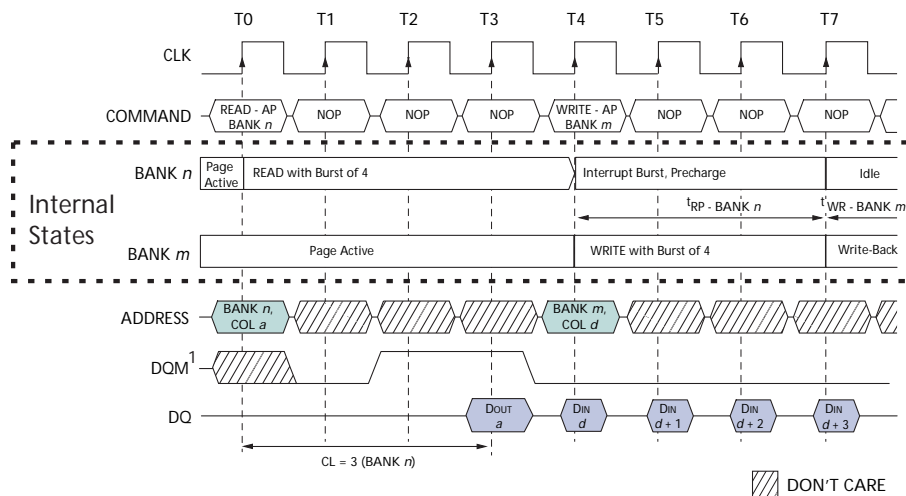 T0 T1 T2 T3 T4 T5 T6 T7
CLK
COMMAND
READ - AP
BANK n
NOP
NOP
NOP
WRITE - AP
BANK m
NOP
NOP
NOP
Internal
States
BANK n
Page
Active
READ with Burst of 4
Interrupt Burst, Precharge
Idle
tRP - BANK n
t'WR - BANK m
BANK m
Page Active
WRITE with Burst of 4
Write-Back
ADDRESS
BANK n,
COL a
BANK m,
COL d
DQM1
DQ
DOUT
a
DIN
d
DIN
d + 1
DIN
d + 2
DIN
d + 3
CL = 3 (BANK n)
DON'T CARE